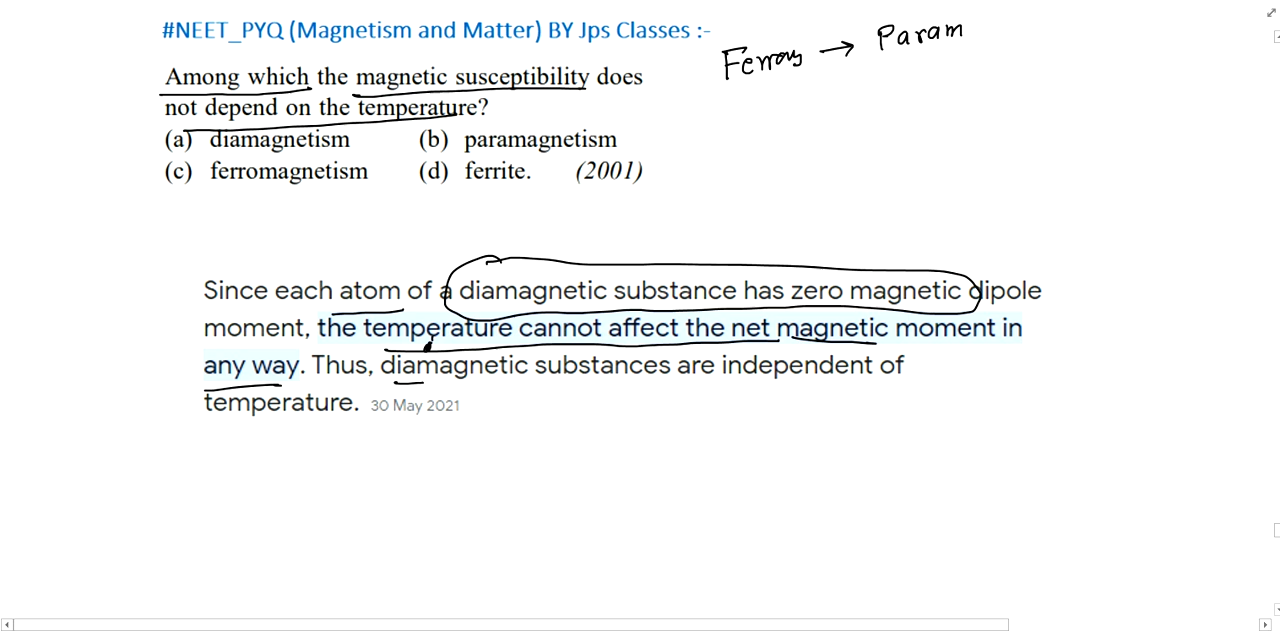 #NEET_PYQ (Magnetism and Matter) BY Jps Classes :-
Ferrous → Param
Among which the magnetic susceptibility does
not depend on the temperature?
(a) diamagnetism (b) paramagnetism
(c) ferromagnetism (d) ferrite. (2001)
Since each atom of a diamagnetic substance has zero magnetic dipole
moment, the temperature cannot affect the net magnetic moment in
any way. Thus, diamagnetic substances are independent of
temperature. 30 May 2021